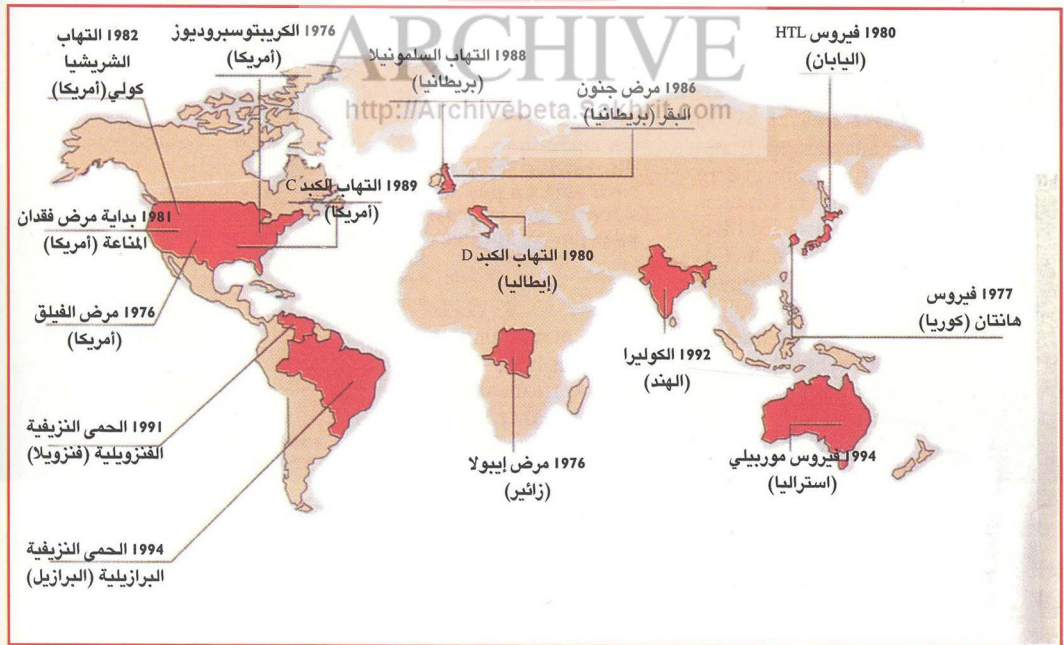 ARCHIVE
http://Archivebeta.Sakhrit.com
1980 فيروس HTL
(اليابان)
1986 مرض جنون
البقر (بريطانيا)
1988 التهاب السلمونيلا
(بريطانيا)
1976 الكريبتوسبروديوز
(أمريكا)
1982 التهاب
الشريشيا
كولي (أمريكا)
1989 التهاب الكبد C
(أمريكا)
1981 بداية مرض فقدان
المناعة (أمريكا)
1976 مرض الفيلق
(أمريكا)
1980 التهاب الكبد D
(إيطاليا)
1977 فيروس
هانتان (كوريا)
1992 الكوليرا
(الهند)
1991 الحمى النزيفية
الفنزويلية (فنزويلا)
1976 مرض إيبولا
(زائير)
1994 فيروس موربيلي
(استراليا)
1994 الحمى النزيفية
البرازيلية (البرازيل)